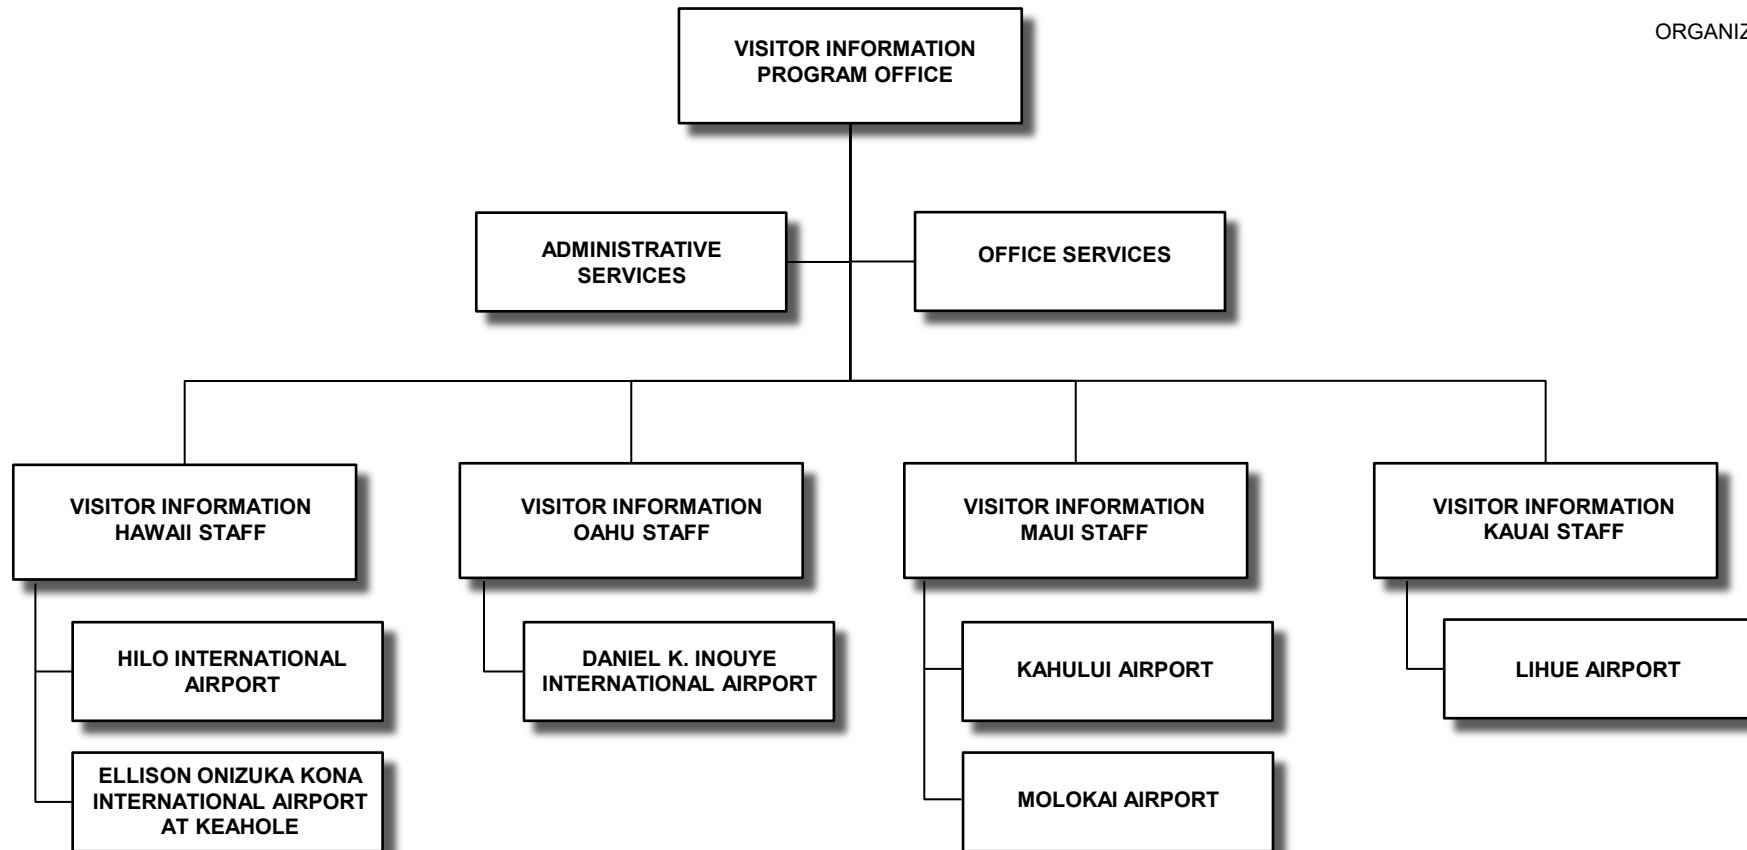 ORGANIZ
VISITOR INFORMATION
PROGRAM OFFICE
ADMINISTRATIVE
SERVICES
OFFICE SERVICES
VISITOR INFORMATION
HAWAII STAFF
VISITOR INFORMATION
OAHU STAFF
VISITOR INFORMATION
MAUI STAFF
VISITOR INFORMATION
KAUAI STAFF
HILO INTERNATIONAL
AIRPORT
DANIEL K. INOUYE
INTERNATIONAL AIRPORT
KAHULUI AIRPORT
LIHUE AIRPORT
ELLISON ONIZUKA KONA
INTERNATIONAL AIRPORT
AT KEAHOLE
MOLOKAI AIRPORT